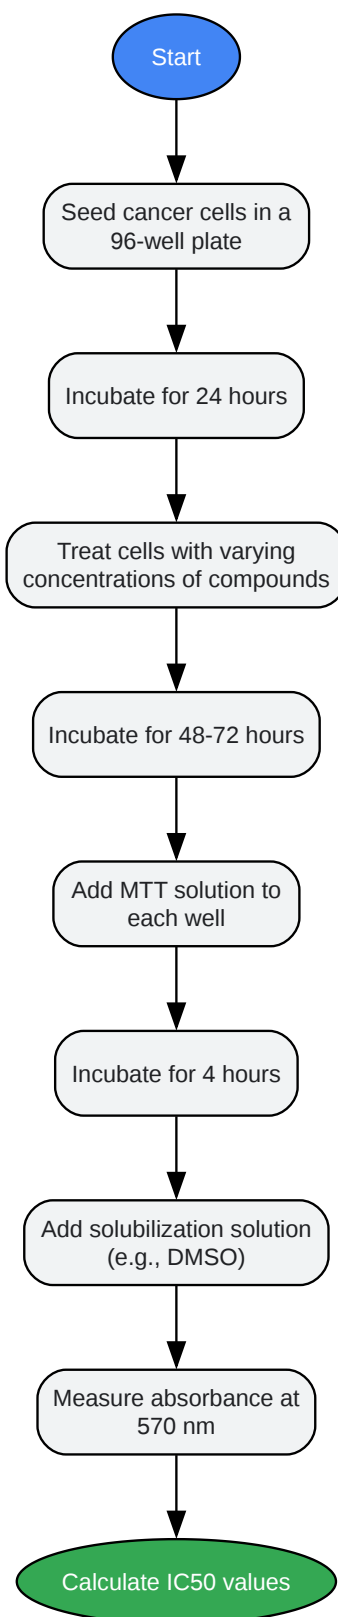 Start
Seed cancer cells in a
96-well plate
Incubate for 24 hours
Treat cells with varying
concentrations of compounds
Incubate for 48-72 hours
Add MTT solution to
each well
Incubate for 4 hours
Add solubilization solution
(e.g., DMSO)
Measure absorbance at
570 nm
Calculate IC50 values